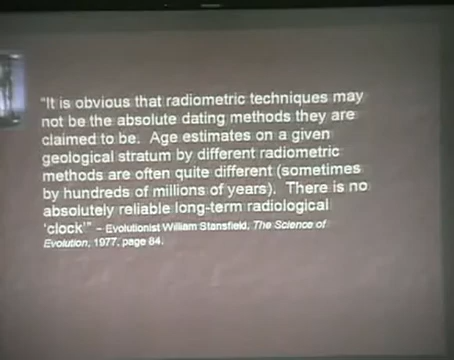 "It is obvious that radiometric techniques may
not be the absolute dating methods they are
claimed to be.  Age estimates on a given
geological stratum by different radiometric
methods are often quite different (sometimes
by hundreds of millions of years).  There is no
absolutely reliable long-term radiological
'clock'" – Evolutionist William Stansfield, The Science of
Evolution, 1977, page 84.